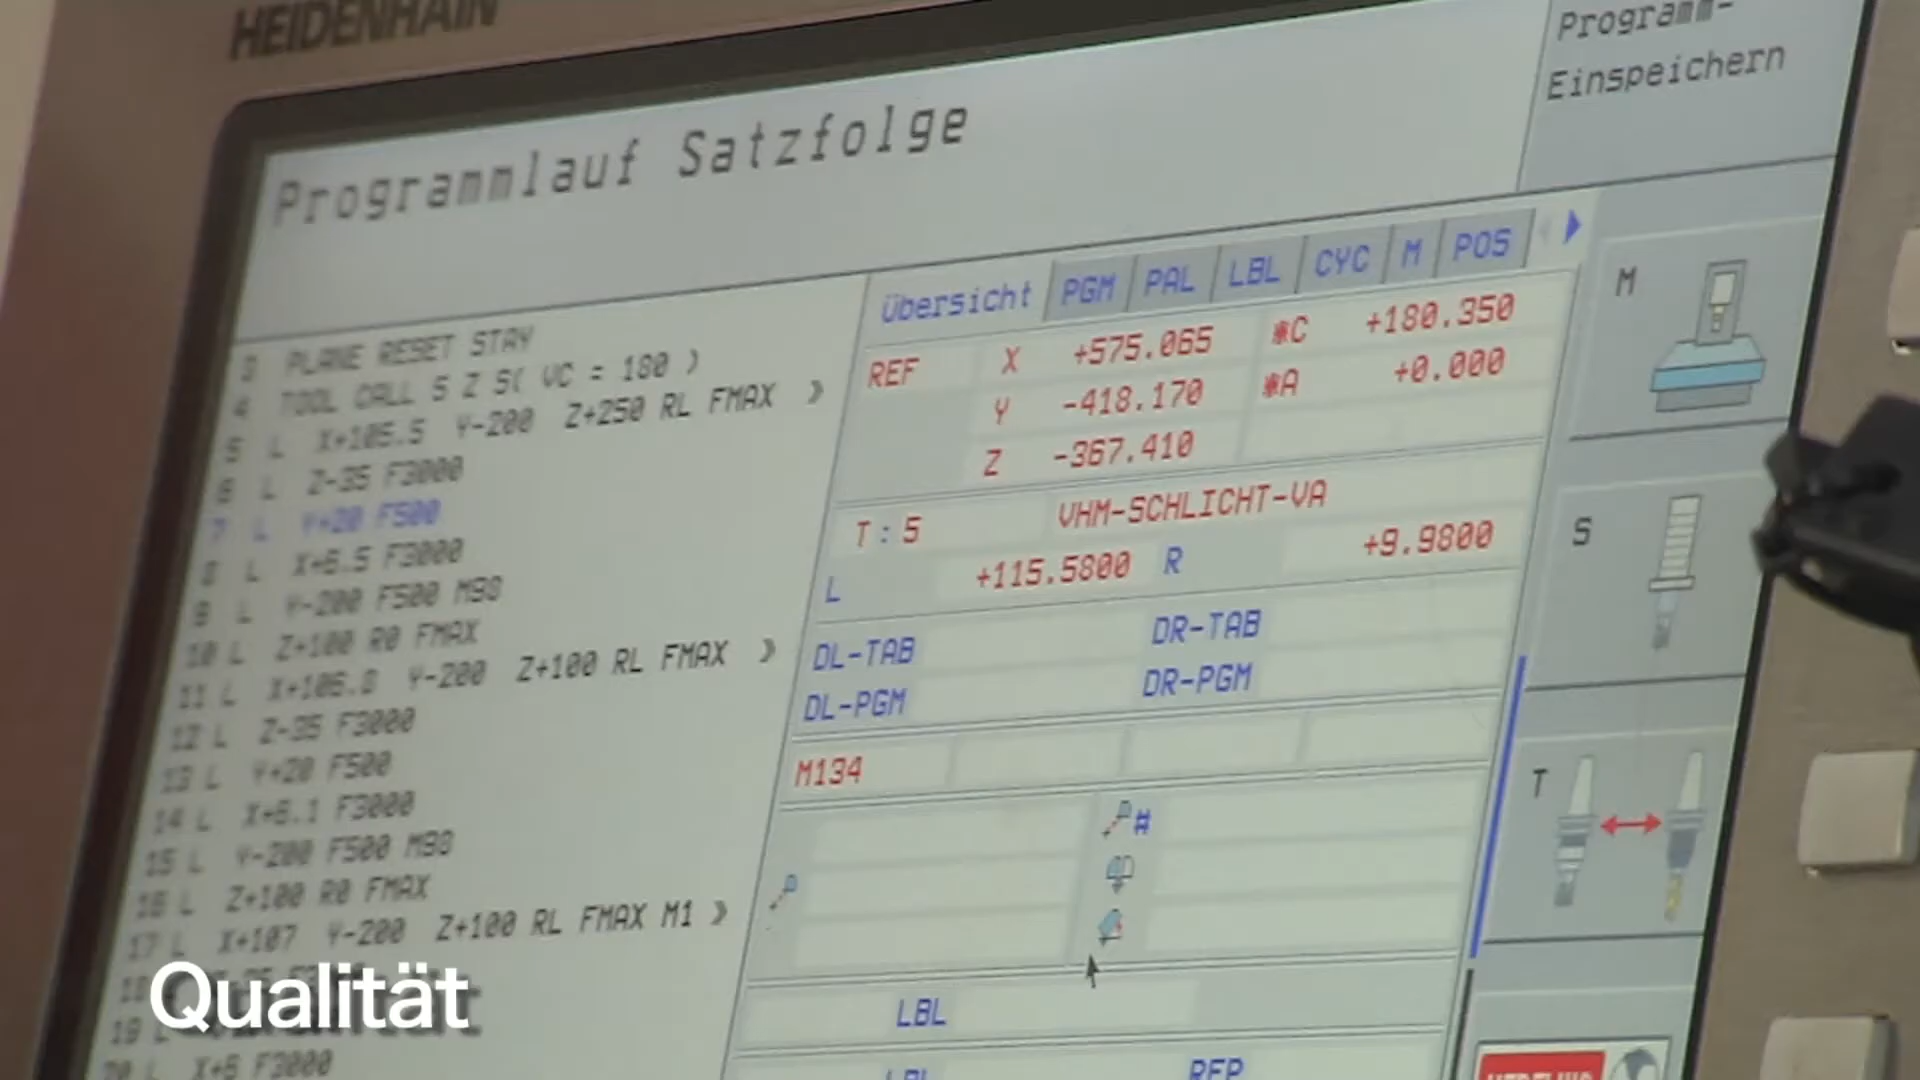 HEIDENHAIN
Programmlauf Satzfolge
Programm-
Einspeichern
3 PLANE RESET STAY
4 TOOL CALL 5 Z S( VC = 180 )
5 L X+105.5 Y-200 Z+250 RL FMAX »
6 L Z-35 F3000
7 L Y+20 F500
8 L X+6.5 F3000
9 L Y-200 F500 M90
10 L Z+100 R0 FMAX
11 L Y-200 Z+100 RL FMAX »
12 L Z-35 F3000
13 L Y+20 F500
14 L X+6.1 F3000
15 L Y-200 F500 M90
16 L Z+100 R0 FMAX
17 L X+107 Y-200 Z+100 RL FMAX M1 »
19 L
20 L X+6 F3000
Übersicht PGM PAL LBL CYC M POS
REF X +575.065 *C +180.350
Y -418.170 *A +0.000
Z -367.410
T : 5 VHM-SCHLICHT-VA
L +115.5800 R +9.9800
DL-TAB DR-TAB
DL-PGM DR-PGM
M134
#
LBL
LBL REP
M
S
T
Qualität